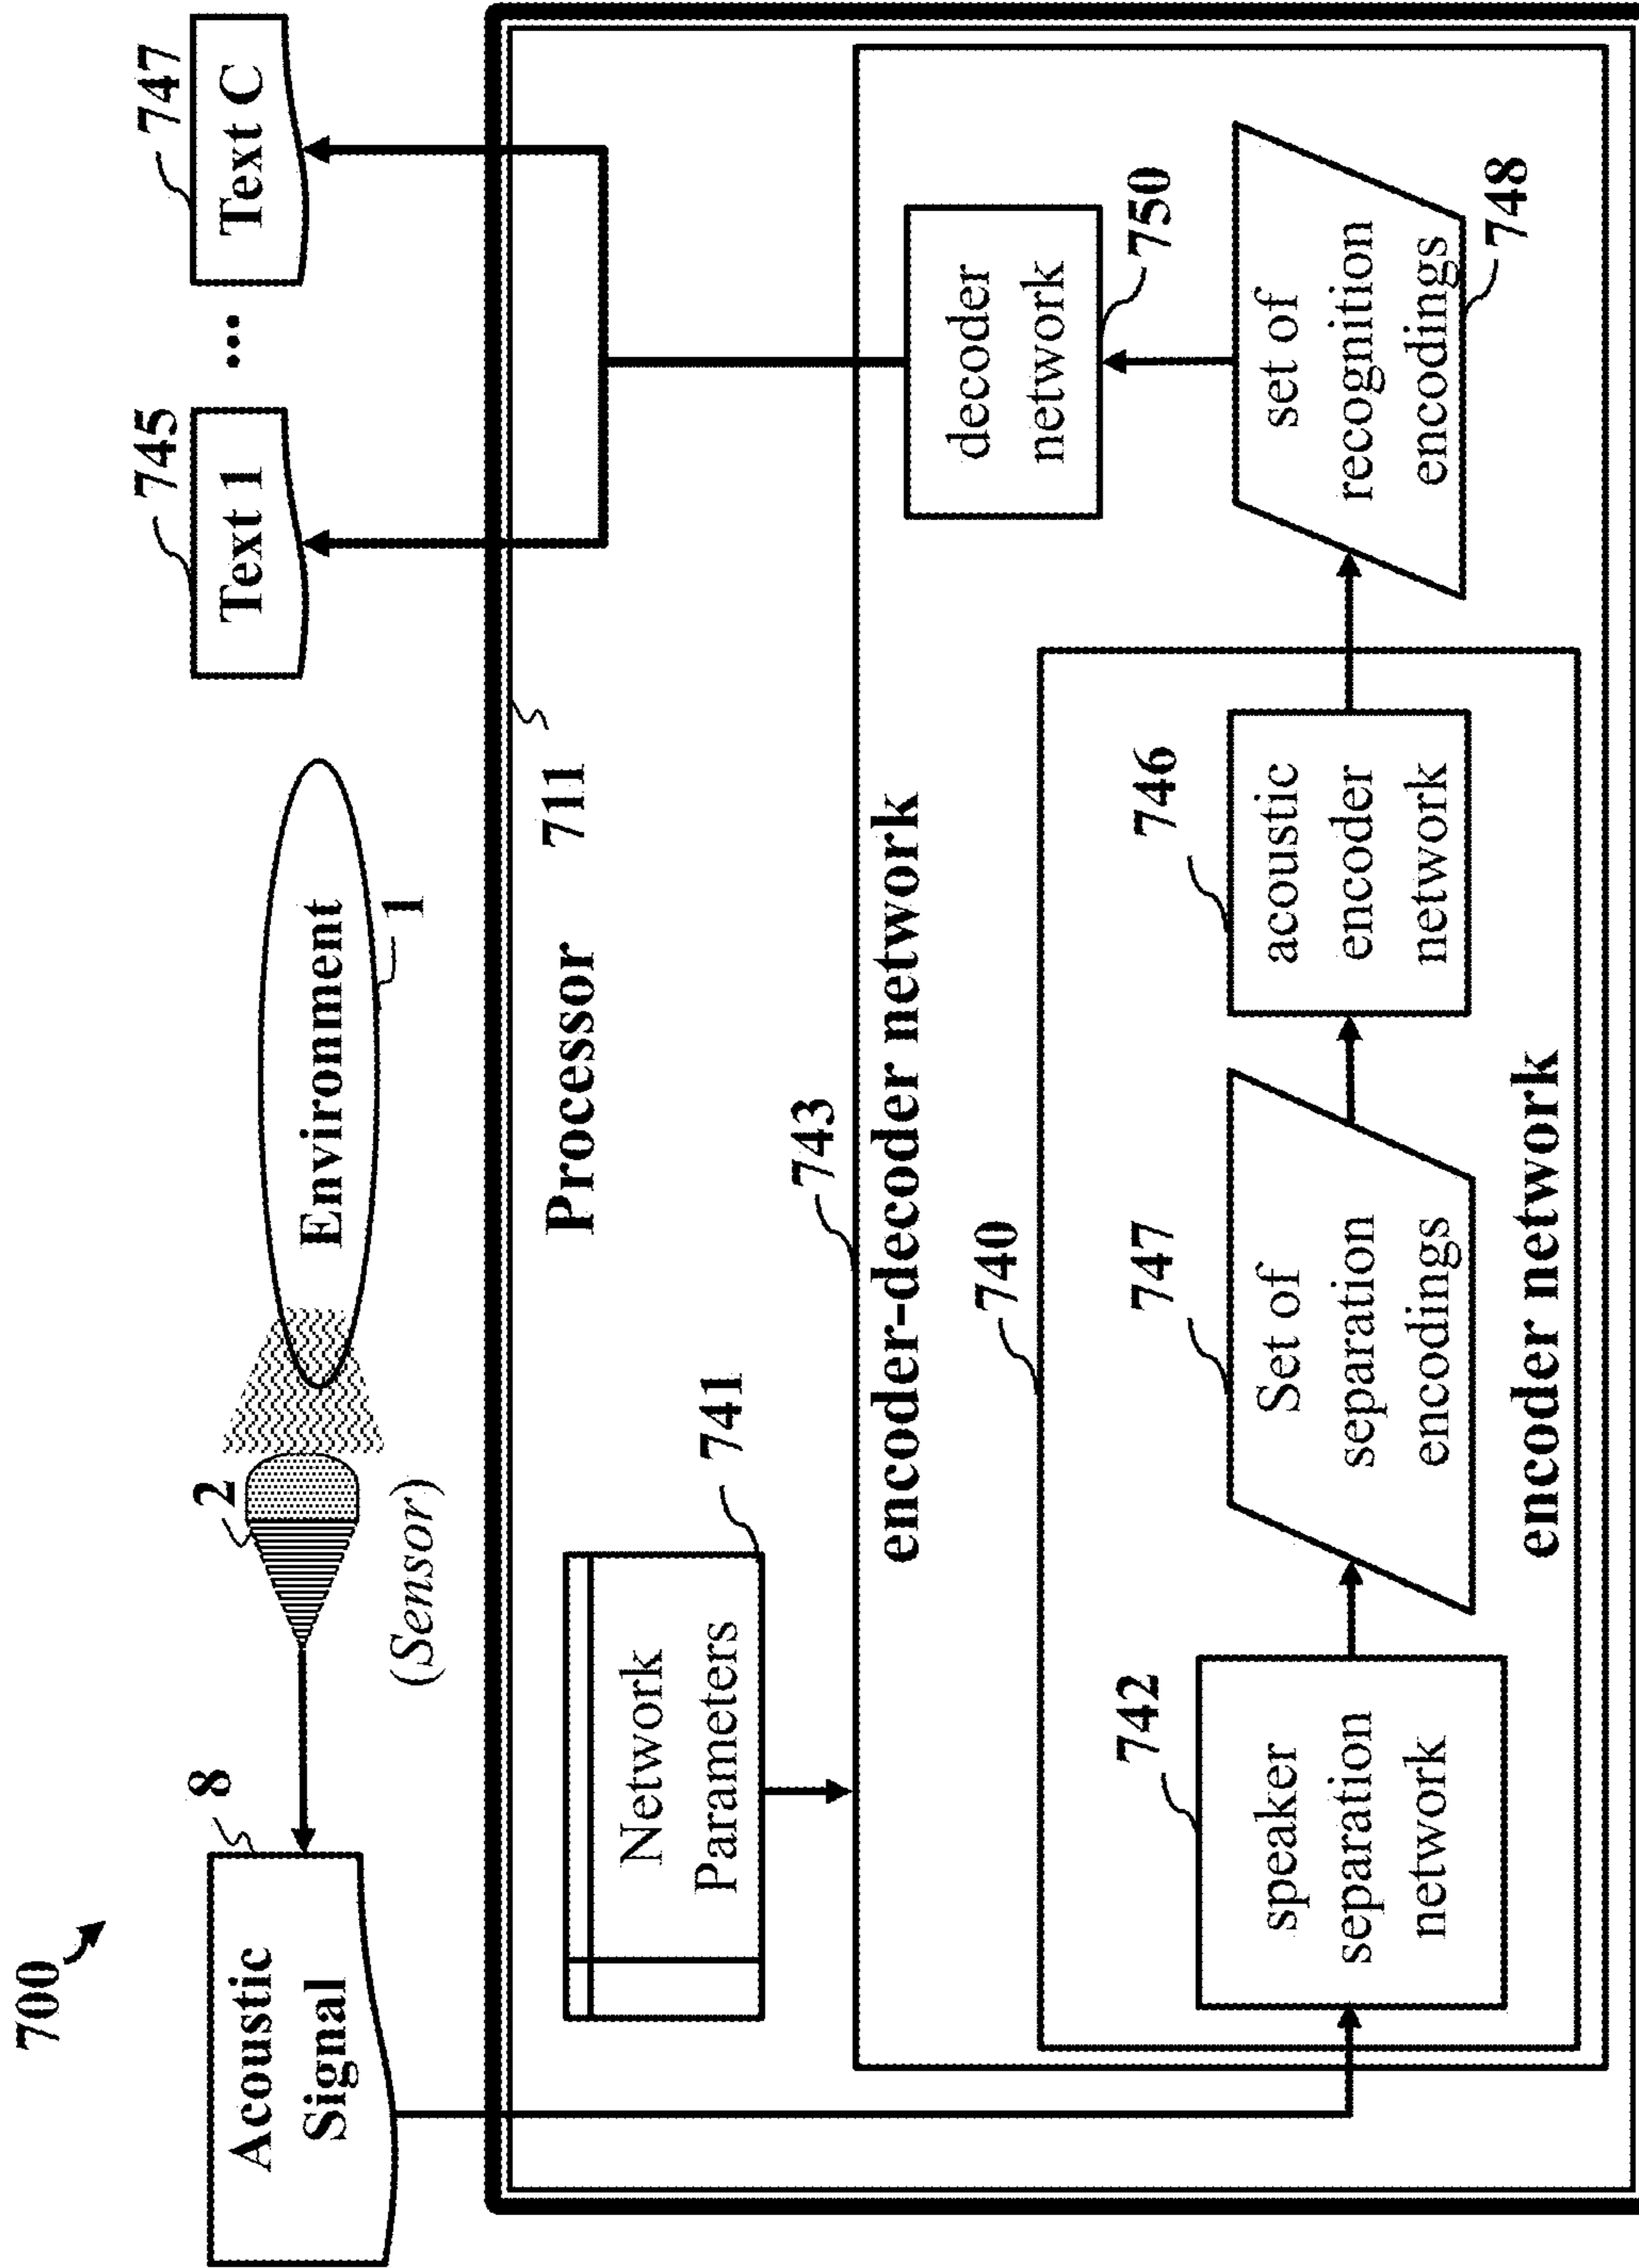 700
Acoustic
Signal
8
2
(Sensor)
Environment
1
Text 1
745
...
Text C
747
Processor
711
Network
Parameters
741
743
encoder-decoder network
740
742
speaker
separation
network
747
Set of
separation
encodings
746
acoustic
encoder
network
encoder network
decoder
network
750
set of
recognition
encodings
748